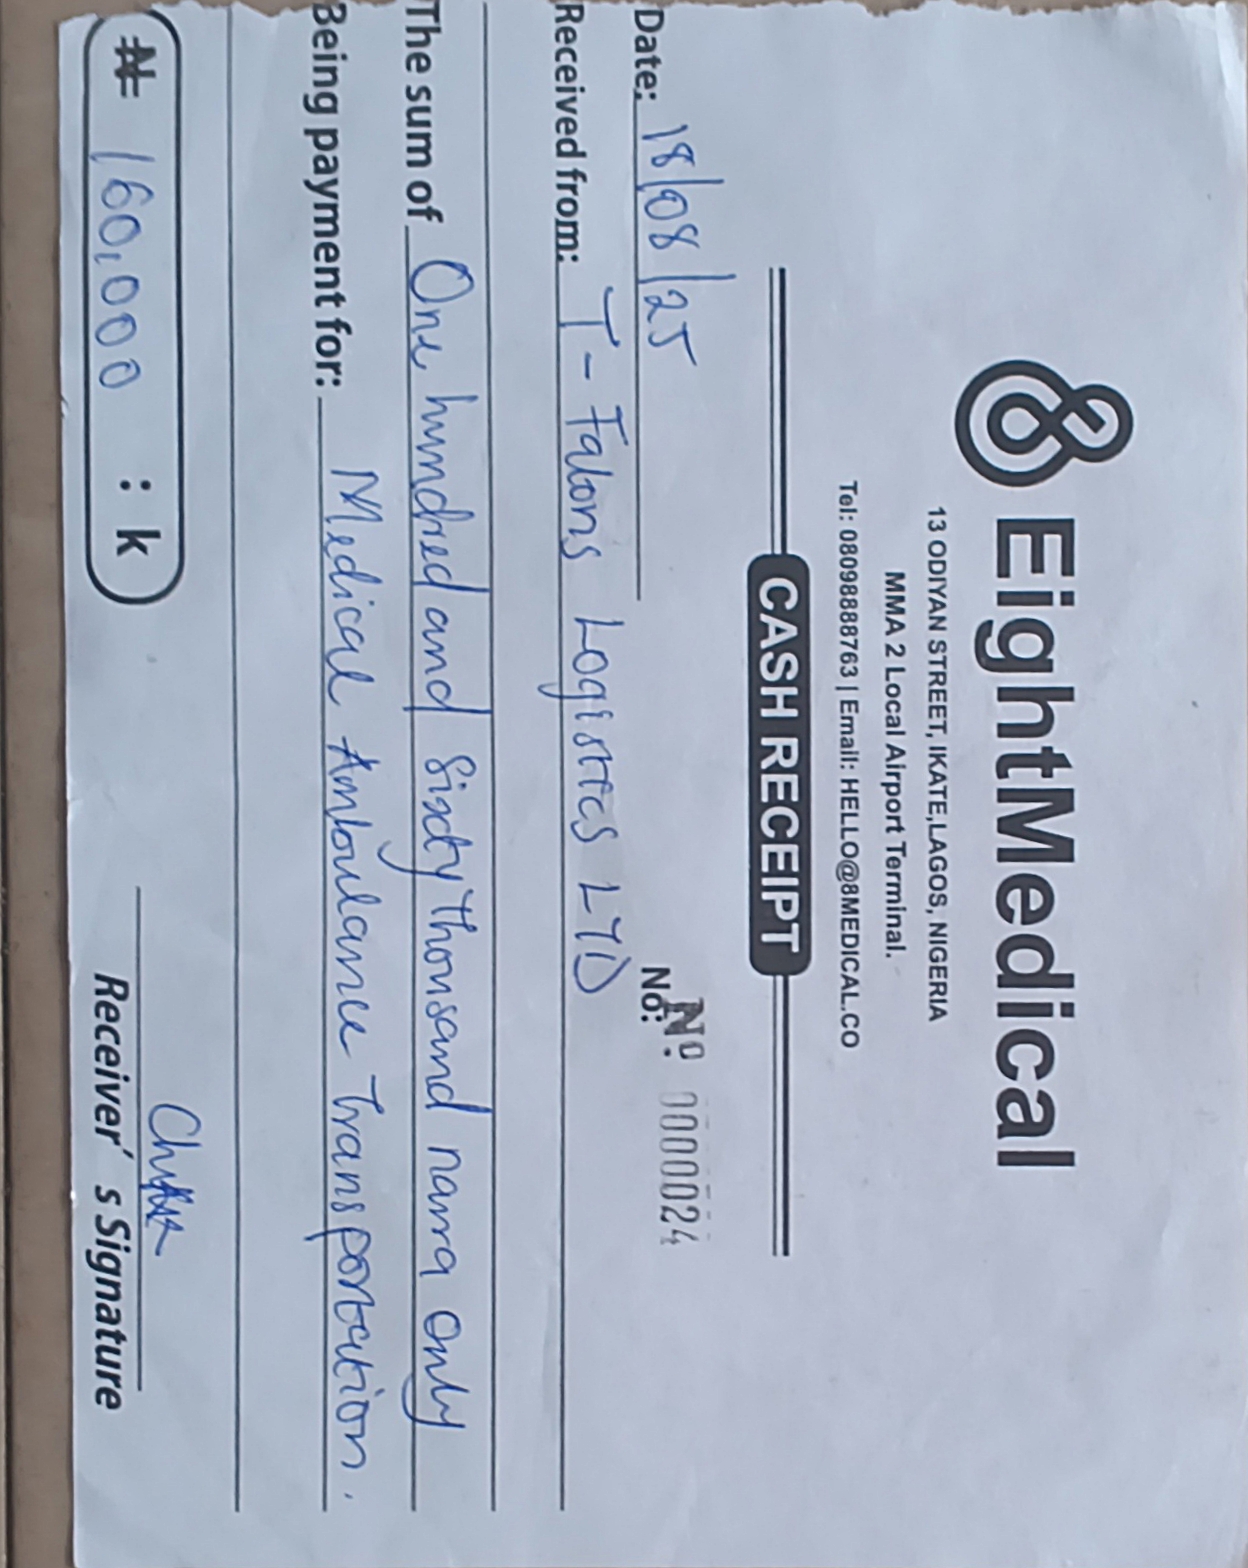 EightMedical
13 ODIYAN STREET, IKATE,LAGOS, NIGERIA
MMA 2 Local Airport Terminal.
Tel: 08098888763 | Email: HELLO@8MEDICAL.CO
CASH RECEIPT
No: Nº 0000024
Date: 18/08/25
Received from: T-Falons Logistics LTD
The sum of One hundred and Sixty Thousand naira only
Being payment for: Medical Ambulance Transportation.
₦ 160,000 : k
Receiver' s Signature